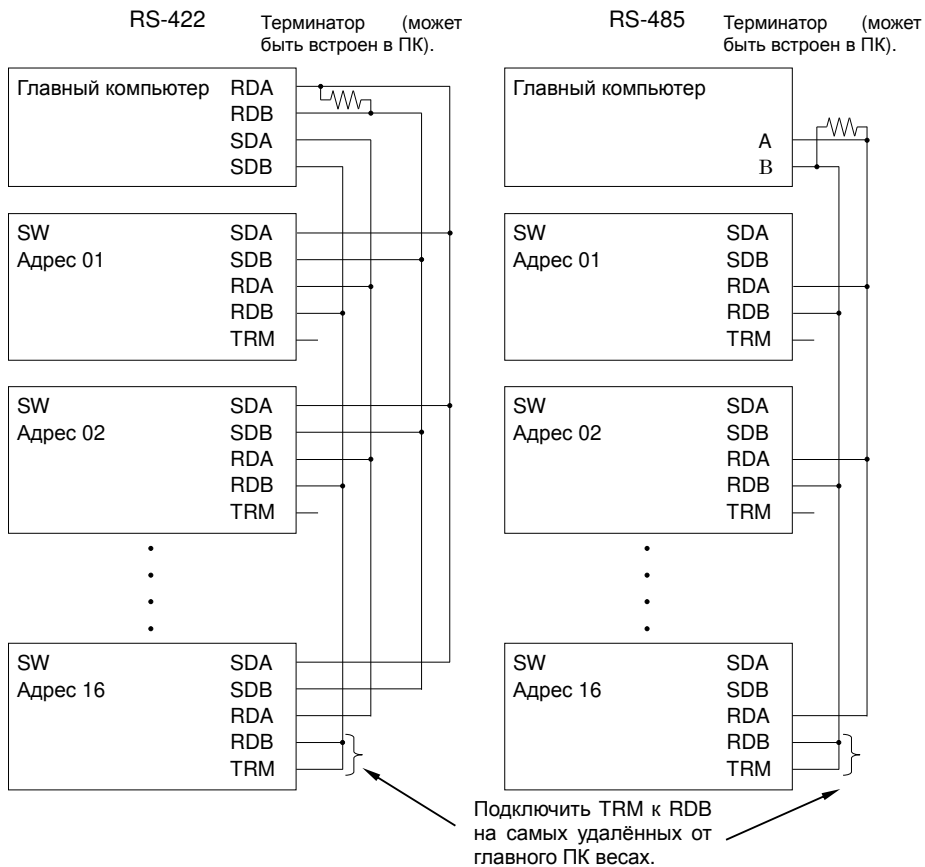 RS-422
Терминатор (может
быть встроен в ПК).
Главный компьютер
RDA
RDB
SDA
SDB
SW
Адрес 01
SDA
SDB
RDA
RDB
TRM
SW
Адрес 02
SDA
SDB
RDA
RDB
TRM
SW
Адрес 16
SDA
SDB
RDA
RDB
TRM
RS-485
Терминатор (может
быть встроен в ПК).
Главный компьютер
A
B
SW
Адрес 01
SDA
SDB
RDA
RDB
TRM
SW
Адрес 02
SDA
SDB
RDA
RDB
TRM
SW
Адрес 16
SDA
SDB
RDA
RDB
TRM
Подключить TRM к RDB
на самых удалённых от
главного ПК весах.